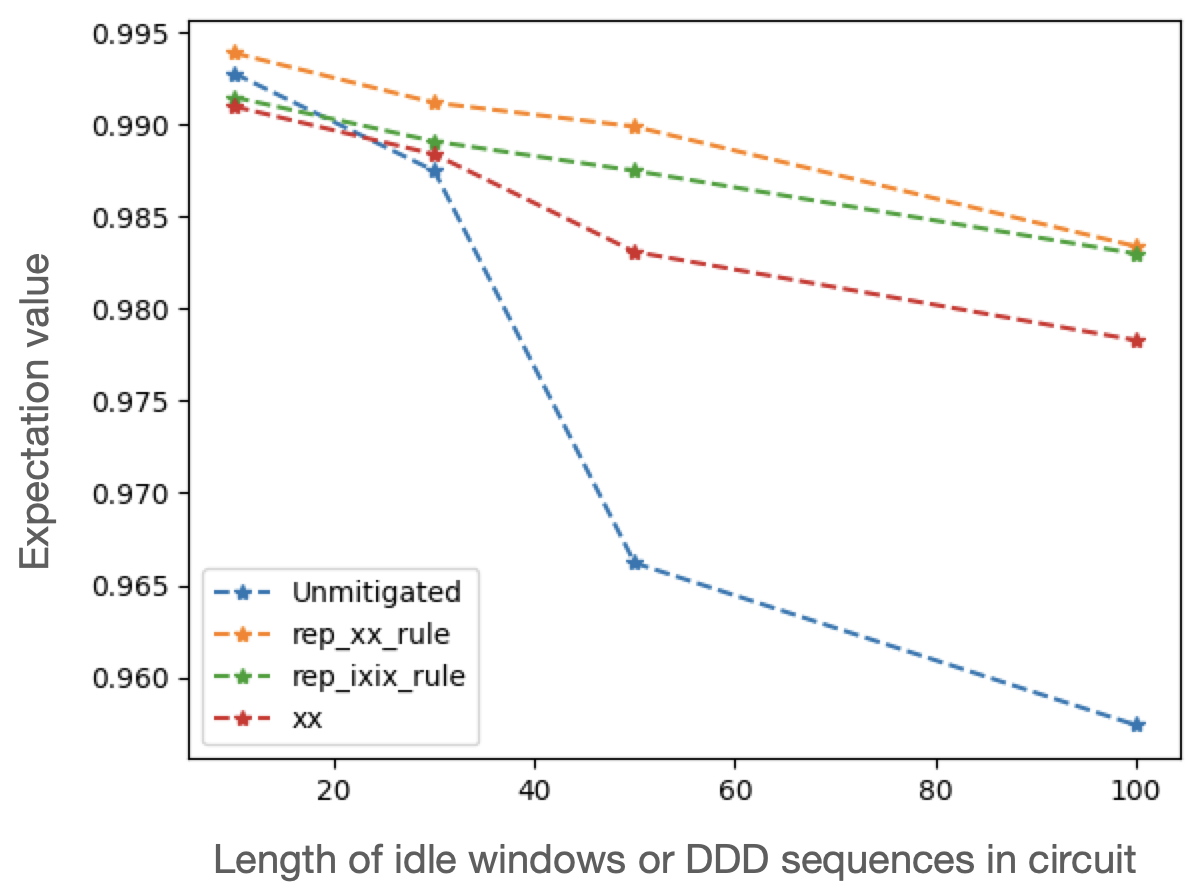 0.995
0.990
0.985
0.980
0.975
0.970
0.965
0.960
Expectation value
Unmitigated
rep_xx_rule
rep_ixix_rule
xx
20 40 60 80 100
Length of idle windows or DDD sequences in circuit